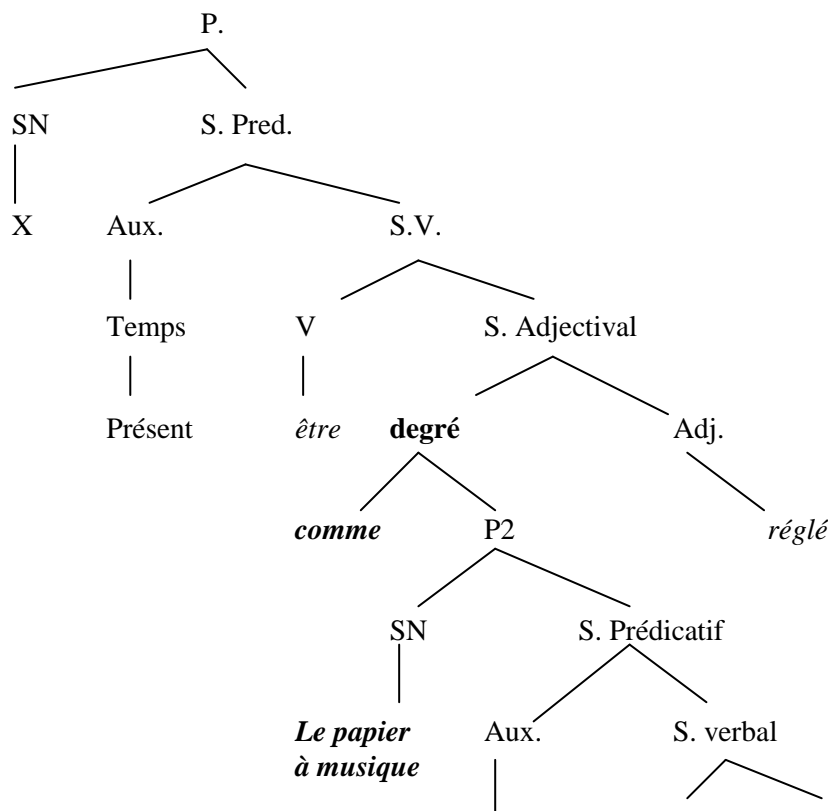 P.
SN S. Pred.
X Aux. S.V.
Temps V S. Adjectival
Présent être degré Adj.
comme P2 réglé
SN S. Prédicatif
Le papier Aux. S. verbal
à musique